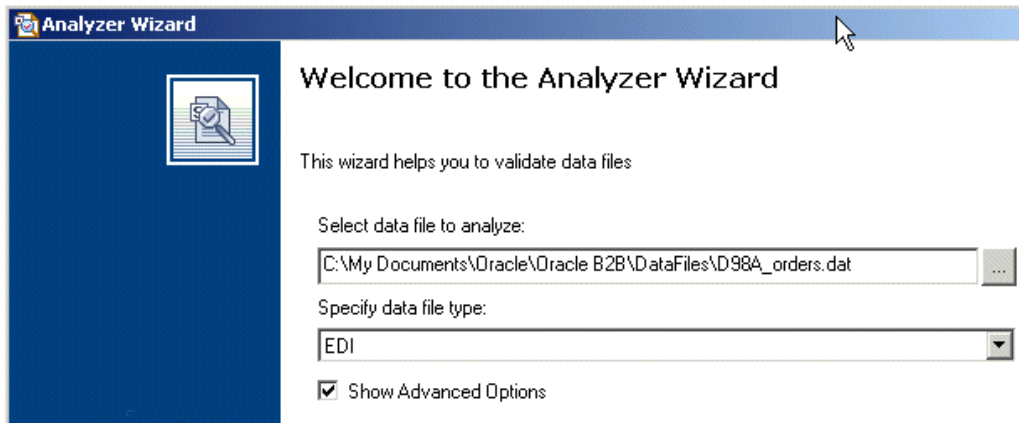 Analyzer Wizard
Welcome to the Analyzer Wizard
This wizard helps you to validate data files
Select data file to analyze:
C:\My Documents\Oracle\Oracle B2B\DataFiles\D98A_orders.dat
...
Specify data file type:
EDI
Show Advanced Options